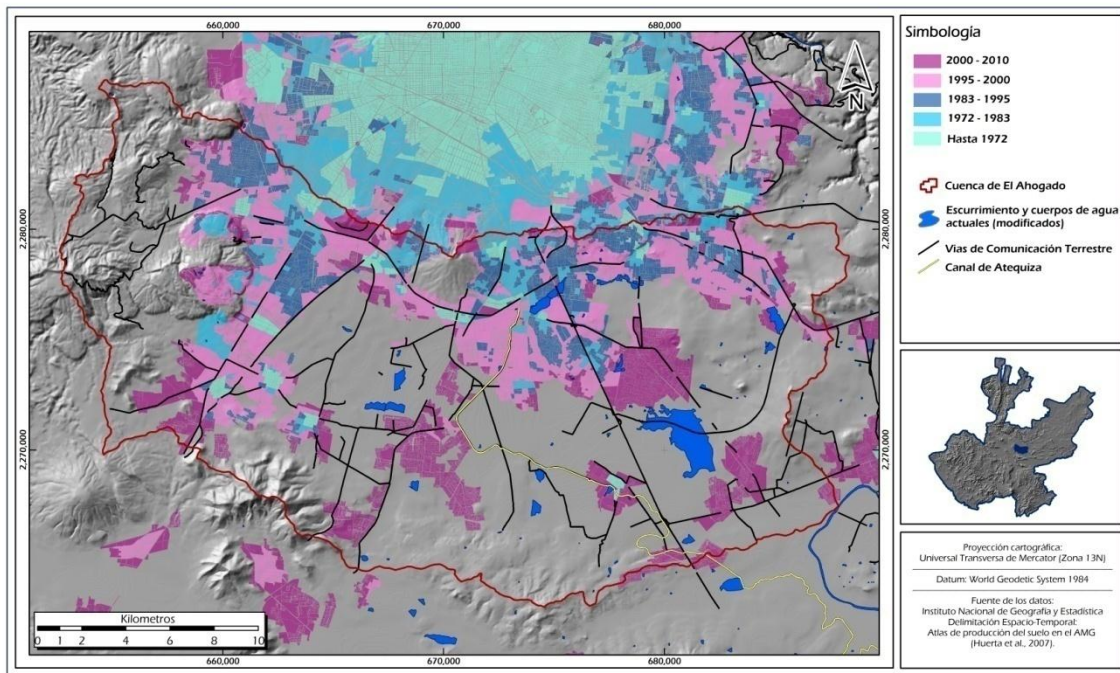 660,000
670,000
680,000
2,280,000
2,270,000
2,280,000
2,270,000
N
Kilometros
0 1 2 4 6 8 10
660,000
670,000
680,000
Simbología
2000 - 2010
1995 - 2000
1983 - 1995
1972 - 1983
Hasta 1972
Cuenca de El Ahogado
Escurrimiento y cuerpos de agua
actuales (modificados)
Vias de Comunicación Terrestre
Canal de Atequiza
Proyección cartográfica:
Universal Transversa de Mercator (Zona 13N)
Datum: World Geodetic System 1984
Fuente de los datos:
Instituto Nacional de Geografía y Estadística
Delimitación Espacio-Temporal:
Atlas de producción del suelo en el AMG
(Huerta et al., 2007).